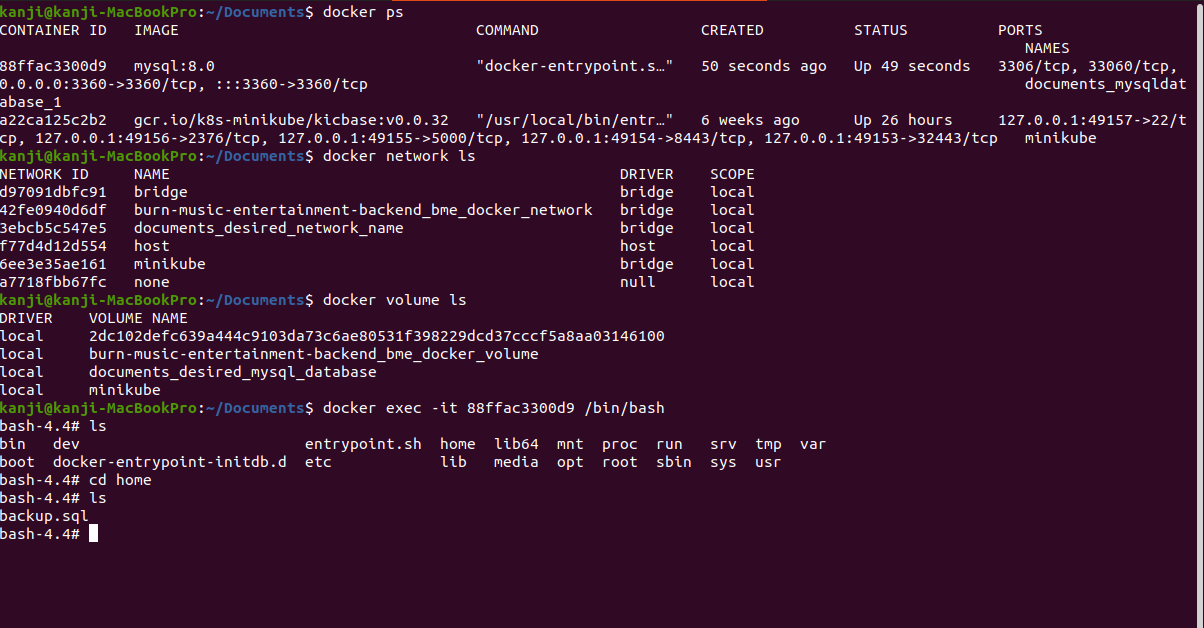 kanji@kanji-MacBookPro:~/Documents$ docker ps
CONTAINER ID   IMAGE                                 COMMAND                  CREATED          STATUS          PORTS
                                                                                                                  NAMES
88ffac3300d9   mysql:8.0                             "docker-entrypoint.s…"   50 seconds ago   Up 49 seconds   3306/tcp, 33060/tcp,
0.0.0.0:3360->3360/tcp, :::3360->3360/tcp                                                                         documents_mysqldat
abase_1
a22ca125c2b2   gcr.io/k8s-minikube/kicbase:v0.0.32   "/usr/local/bin/entr…"   6 weeks ago      Up 26 hours     127.0.0.1:49157->22/t
cp, 127.0.0.1:49156->2376/tcp, 127.0.0.1:49155->5000/tcp, 127.0.0.1:49154->8443/tcp, 127.0.0.1:49153->32443/tcp   minikube
kanji@kanji-MacBookPro:~/Documents$ docker network ls
NETWORK ID     NAME                                                  DRIVER    SCOPE
d97091dbfc91   bridge                                                bridge    local
42fe0940d6df   burn-music-entertainment-backend_bme_docker_network   bridge    local
3ebcb5c547e5   documents_desired_network_name                        bridge    local
f77d4d12d554   host                                                  host      local
6ee3e35ae161   minikube                                              bridge    local
a7718fbb67fc   none                                                  null      local
kanji@kanji-MacBookPro:~/Documents$ docker volume ls
DRIVER    VOLUME NAME
local     2dc102defc639a444c9103da73c6ae80531f398229dcd37cccf5a8aa03146100
local     burn-music-entertainment-backend_bme_docker_volume
local     documents_desired_mysql_database
local     minikube
kanji@kanji-MacBookPro:~/Documents$ docker exec -it 88ffac3300d9 /bin/bash
bash-4.4# ls
bin   dev                         entrypoint.sh  home  lib64  mnt  proc  run   srv  tmp  var
boot  docker-entrypoint-initdb.d  etc            lib   media  opt  root  sbin  sys  usr
bash-4.4# cd home
bash-4.4# ls
backup.sql
bash-4.4#